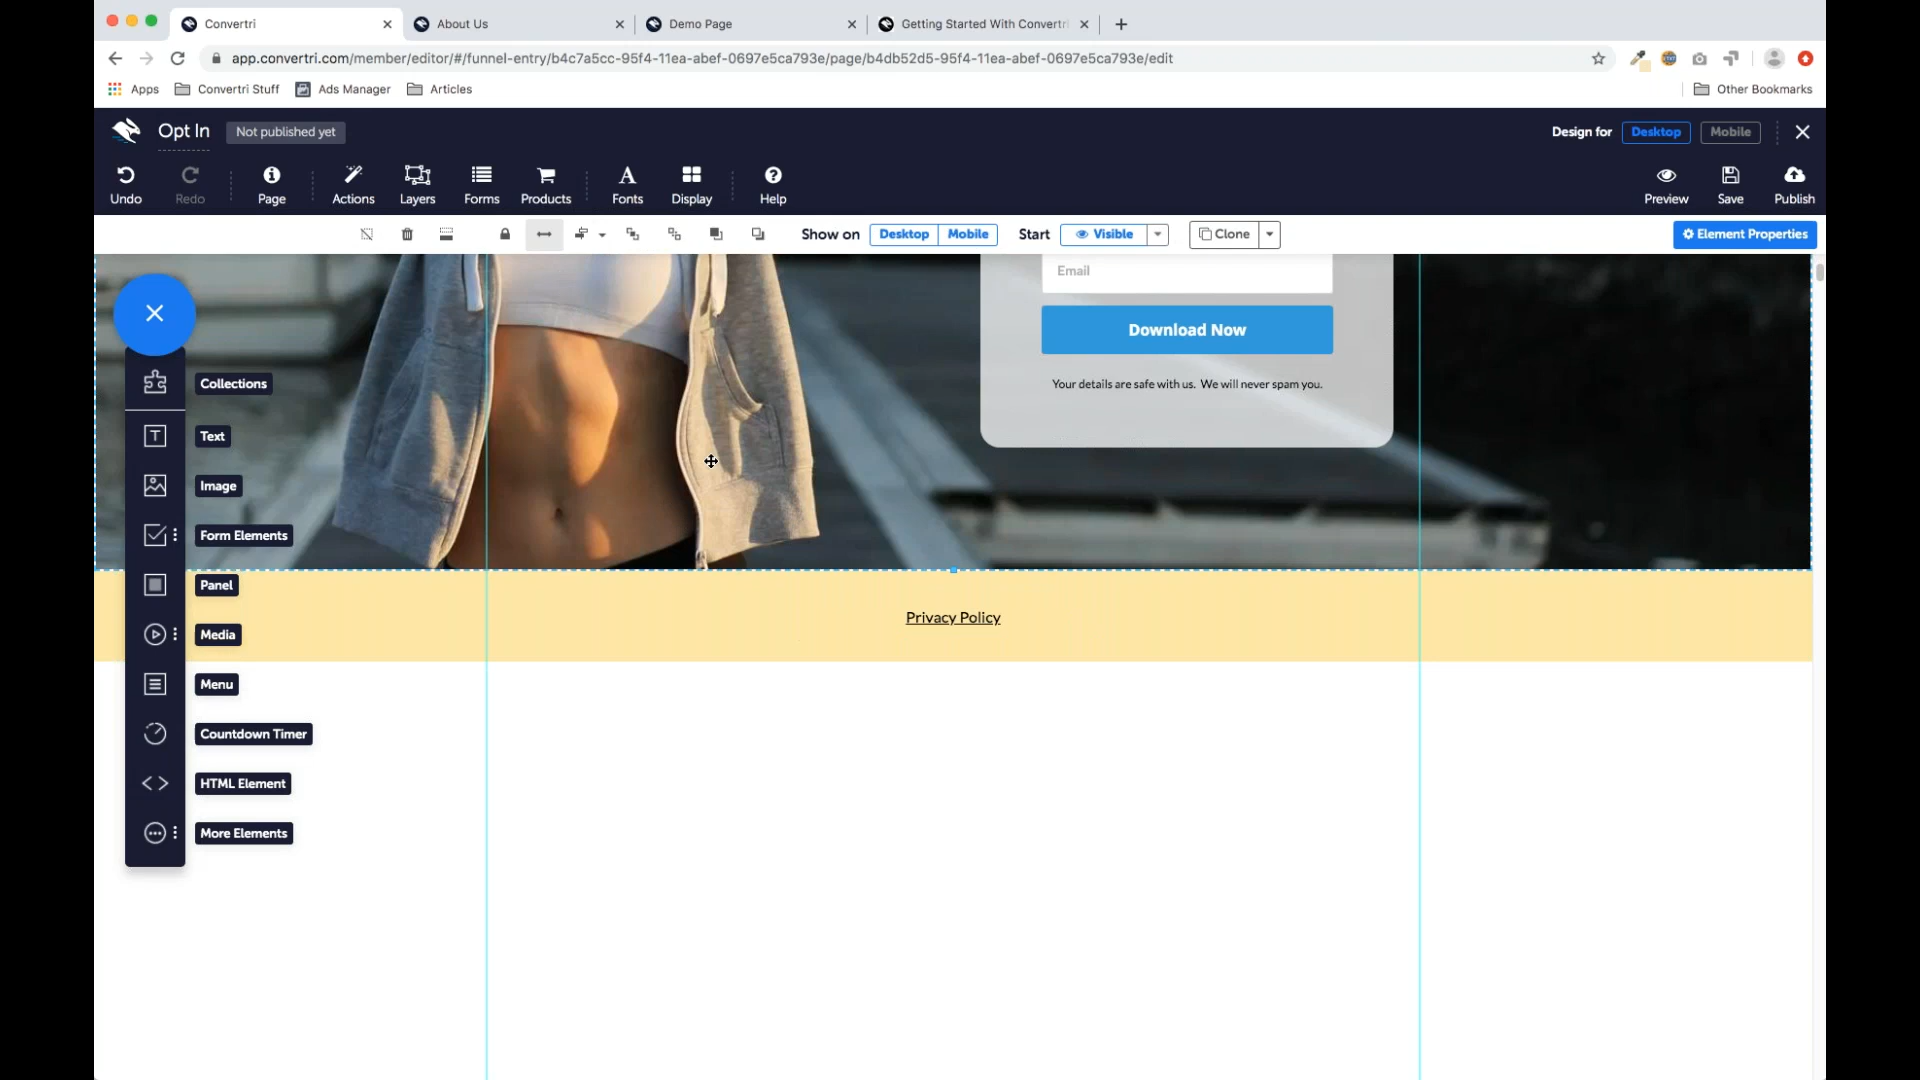 Convertri
About Us
Demo Page
Getting Started With Convertri
app.convertri.com/member/editor/#/funnel-entry/b4c7a5cc-95f4-11ea-abef-0697e5ca793e/page/b4db52d5-95f4-11ea-abef-0697e5ca793e/edit
Apps
Convertri Stuff
Ads Manager
Articles
Other Bookmarks
Opt In
Not published yet
Design for
Desktop
Mobile
Undo
Redo
Page
Actions
Layers
Forms
Products
Fonts
Display
Help
Preview
Save
Publish
Show on
Desktop
Mobile
Start
Visible
Clone
Element Properties
Email
Download Now
Your details are safe with us. We will never spam you.
Collections
Text
Image
Form Elements
Panel
Media
Menu
Countdown Timer
HTML Element
More Elements
Privacy Policy